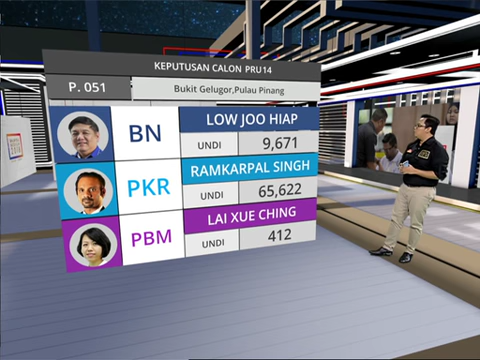 KEPUTUSAN CALON PRU14
P. 051
Bukit Gelugor,Pulau Pinang
BN
LOW JOO HIAP
UNDI 9,671
PKR
RAMKARPAL SINGH
UNDI 65,622
PBM
LAI XUE CHING
UNDI 412